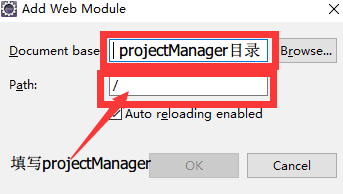 Add Web Module
Document base projectManager目录 Browse...
Path: /
Auto reloading enabled
填写projectManager OK Cancel